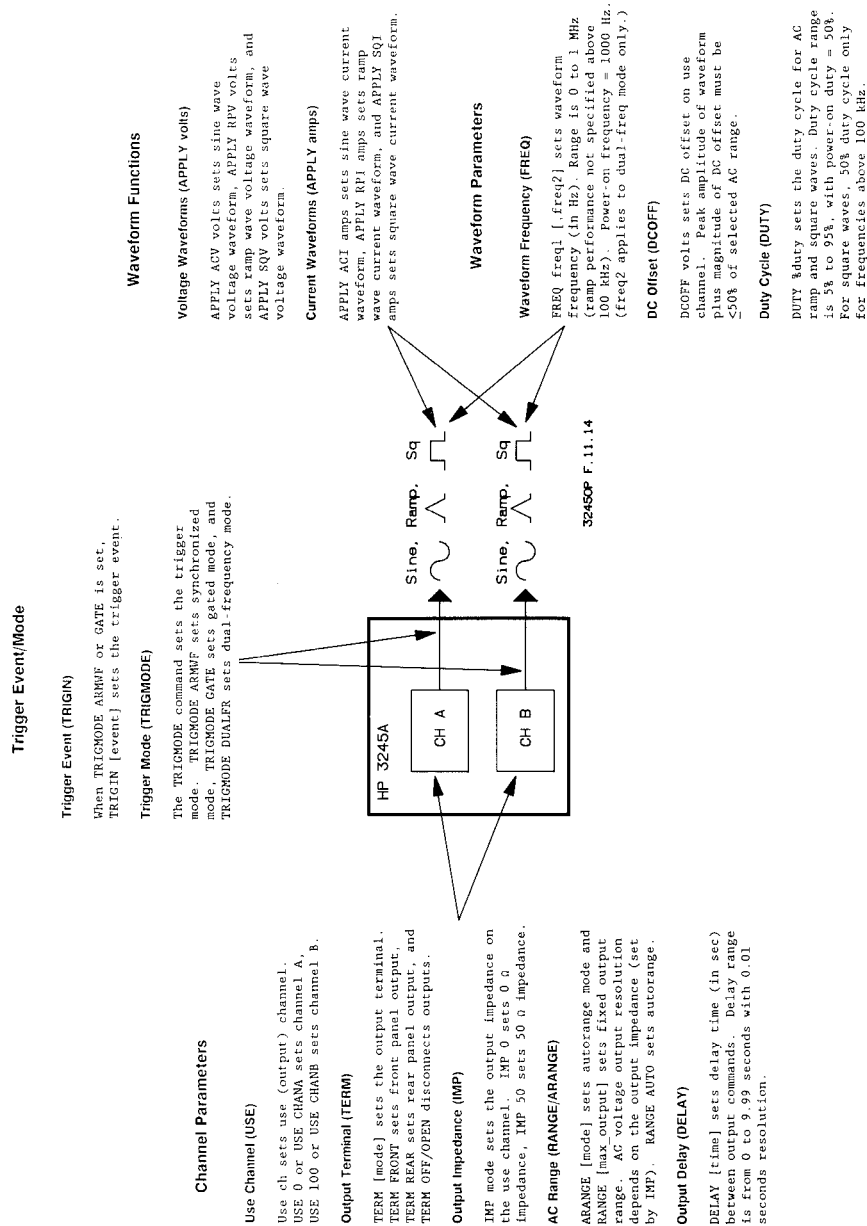 Trigger Event/Mode
Trigger Event (TRIGIN)
When TRIGMODE ARMWF or GATE is set,
TRIGIN [event] sets the trigger event.
Trigger Mode (TRIGMODE)
The TRIGMODE command sets the trigger
mode. TRIGMODE ARMWF sets synchronized
mode, TRIGMODE GATE sets gated mode, and
TRIGMODE DUALFR sets dual-frequency mode.
Channel Parameters
Use Channel (USE)
Use ch sets use (output) channel.
USE 0 or USE CHANA sets channel A,
USE 100 or USE CHANB sets channel B.
Output Terminal (TERM)
TERM [mode] sets the output terminal.
TERM FRONT sets front panel output,
TERM REAR sets rear panel output, and
TERM OFF/OPEN disconnects outputs.
Output Impedance (IMP)
IMP mode sets the output impedance on
the use channel. IMP 0 sets 0 Ω
impedance, IMP 50 sets 50 Ω impedance.
AC Range (RANGE/ARANGE)
ARANGE [mode] sets autorange mode and
RANGE [max_output] sets fixed output
range. AC voltage output resolution
depends on the output impedance (set
by IMP). RANGE AUTO sets autorange.
Output Delay (DELAY)
DELAY [time] sets delay time (in sec)
between output commands. Delay range
is from 0 to 9.99 seconds with 0.01
seconds resolution.
HP 3245A
CH A
CH B
Sine, Ramp, Sq
Sine, Ramp, Sq
3245OP F.11.14
Waveform Functions
Voltage Waveforms (APPLY volts)
APPLY ACV volts sets sine wave
voltage waveform, APPLY RPV volts
sets ramp wave voltage waveform, and
APPLY SQV volts sets square wave
voltage waveform.
Current Waveforms (APPLY amps)
APPLY ACI amps sets sine wave current
waveform, APPLY RPI amps sets ramp
wave current waveform, and APPLY SQI
amps sets square wave current waveform.
Waveform Parameters
Waveform Frequency (FREQ)
FREQ freq1 [,freq2] sets waveform
frequency (in Hz). Range is 0 to 1 MHz
(ramp performance not specified above
100 kHz). Power-on frequency = 1000 Hz.
(freq2 applies to dual-freq mode only.)
DC Offset (DCOFF)
DCOFF volts sets DC offset on use
channel. Peak amplitude of waveform
plus magnitude of DC offset must be
≤50% of selected AC range.
Duty Cycle (DUTY)
DUTY %duty sets the duty cycle for AC
ramp and square waves. Duty cycle range
is 5% to 95%, with power-on duty = 50%.
For square waves, 50% duty cycle only
for frequencies above 100 kHz.